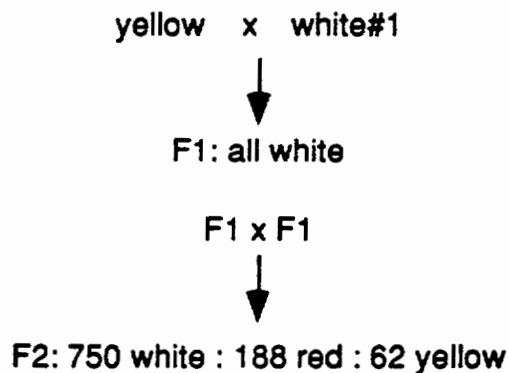 yellow x white#1
F1: all white
F1 x F1
F2: 750 white : 188 red : 62 yellow